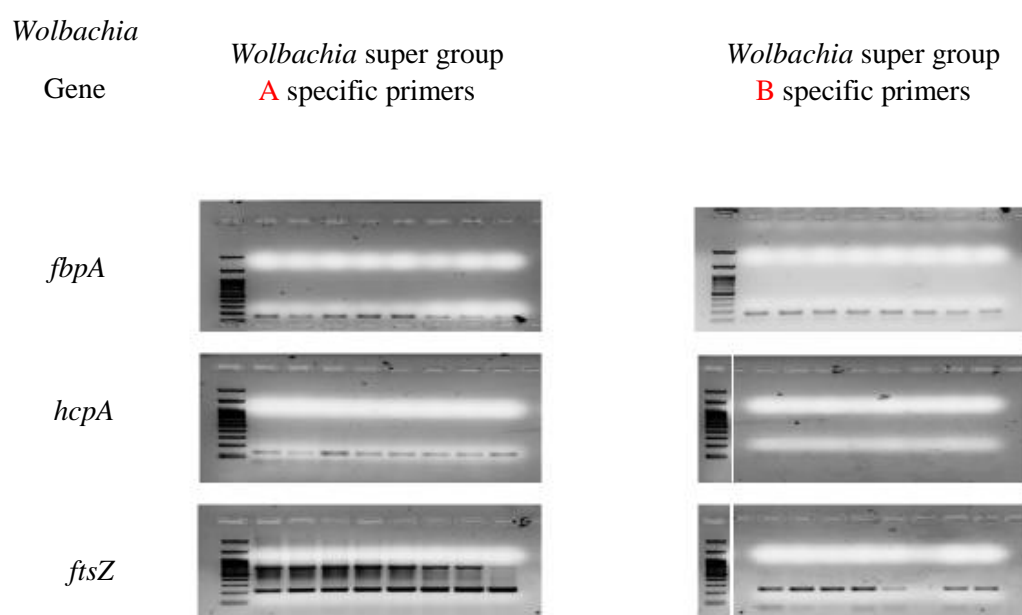 Wolbachia
Gene
Wolbachia super group
A specific primers
Wolbachia super group
B specific primers
fbpA
hcpA
ftsZ